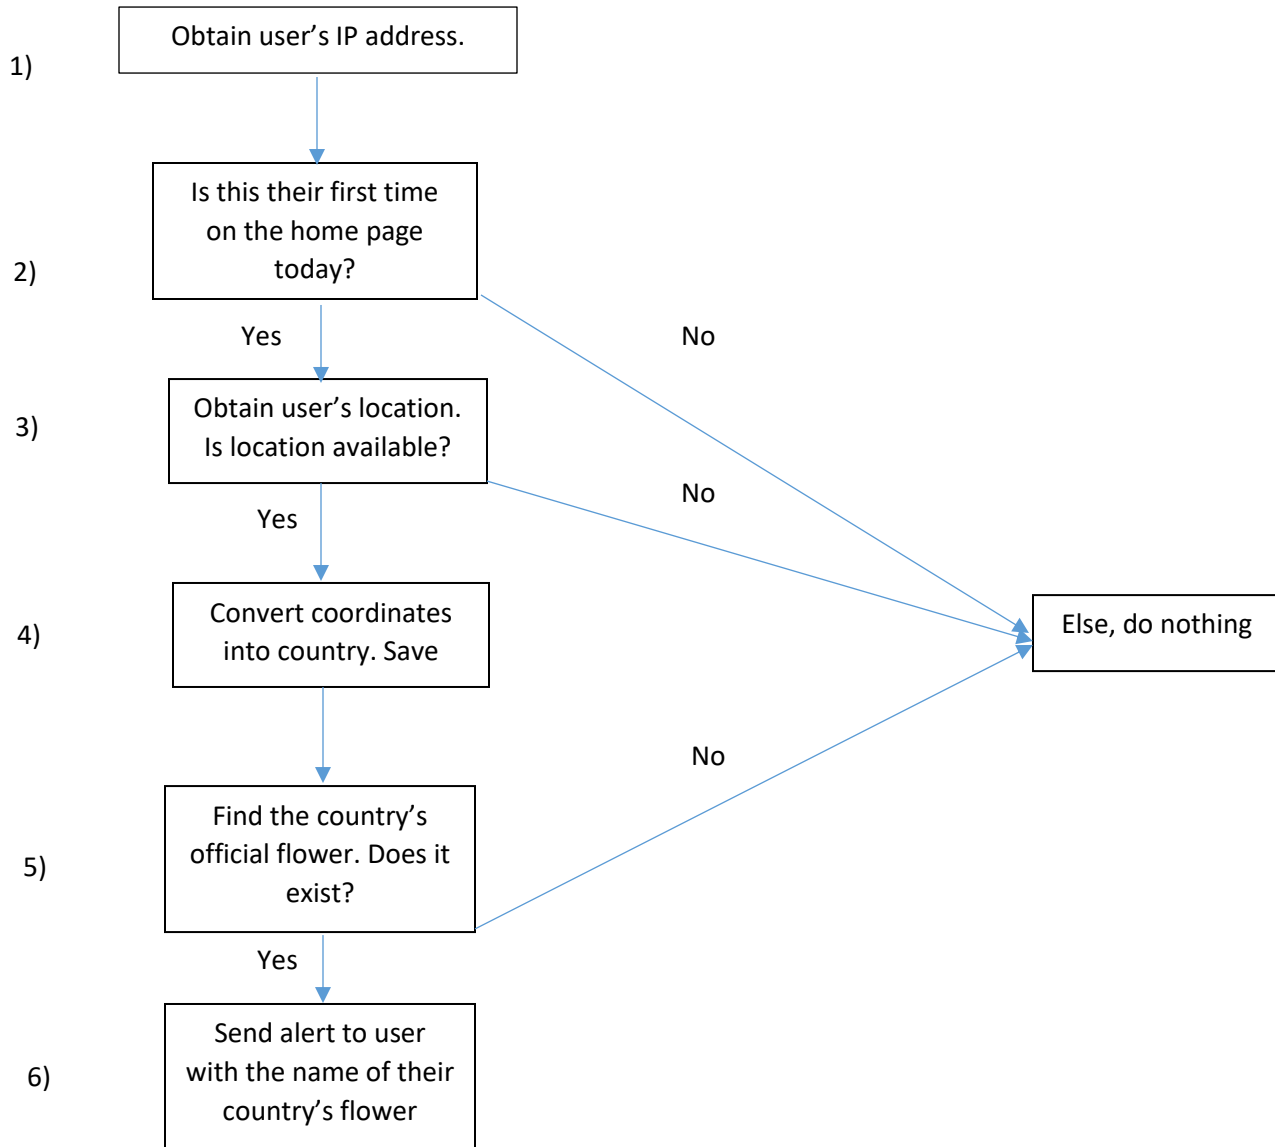 Obtain user’s IP address.
1)
Is this their first time
on the home page
today?
2)
Yes
No
Obtain user’s location.
Is location available?
3)
No
Yes
Convert coordinates
into country. Save
4)
Else, do nothing
No
Find the country’s
official flower. Does it
exist?
5)
Yes
Send alert to user
with the name of their
country’s flower
6)